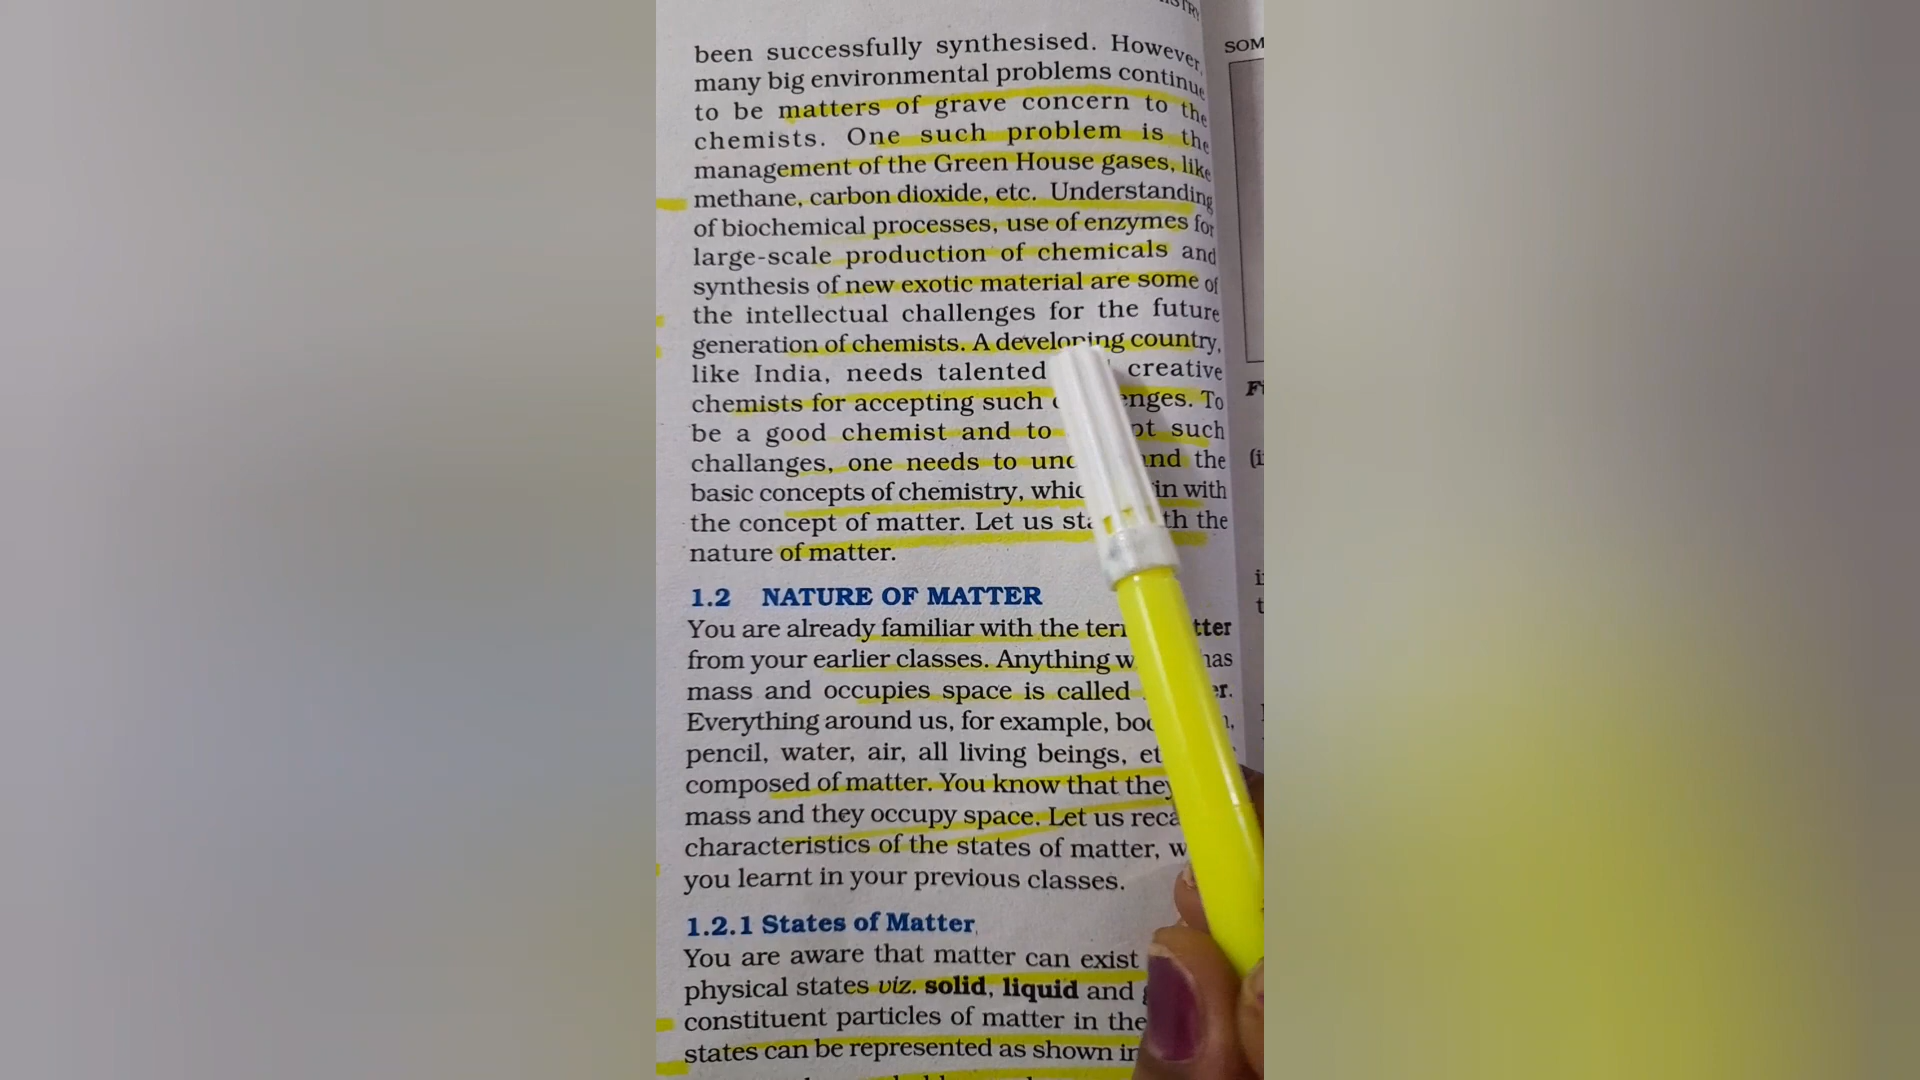 been successfully synthesised. However,
many big environmental problems continue
to be matters of grave concern to the
chemists. One such problem is the
management of the Green House gases, like
methane, carbon dioxide, etc. Understanding
of biochemical processes, use of enzymes for
large-scale production of chemicals and
synthesis of new exotic material are some of
the intellectual challenges for the future
generation of chemists. A developing country,
like India, needs talented creative
chemists for accepting such To
be a good chemist and to such
challanges, one needs to the
basic concepts of chemistry, with
the concept of matter. Let us the
nature of matter.
1.2 NATURE OF MATTER
You are already familiar with the
from your earlier classes. Anything has
mass and occupies space is called
Everything around us, for example,
pencil, water, air, all living beings,
composed of matter. You know that they
mass and they occupy space. Let us
characteristics of the states of matter,
you learnt in your previous classes.
1.2.1 States of Matter
You are aware that matter can exist
physical states viz. solid, liquid and
constituent particles of matter in the
states can be represented as shown in
SOM